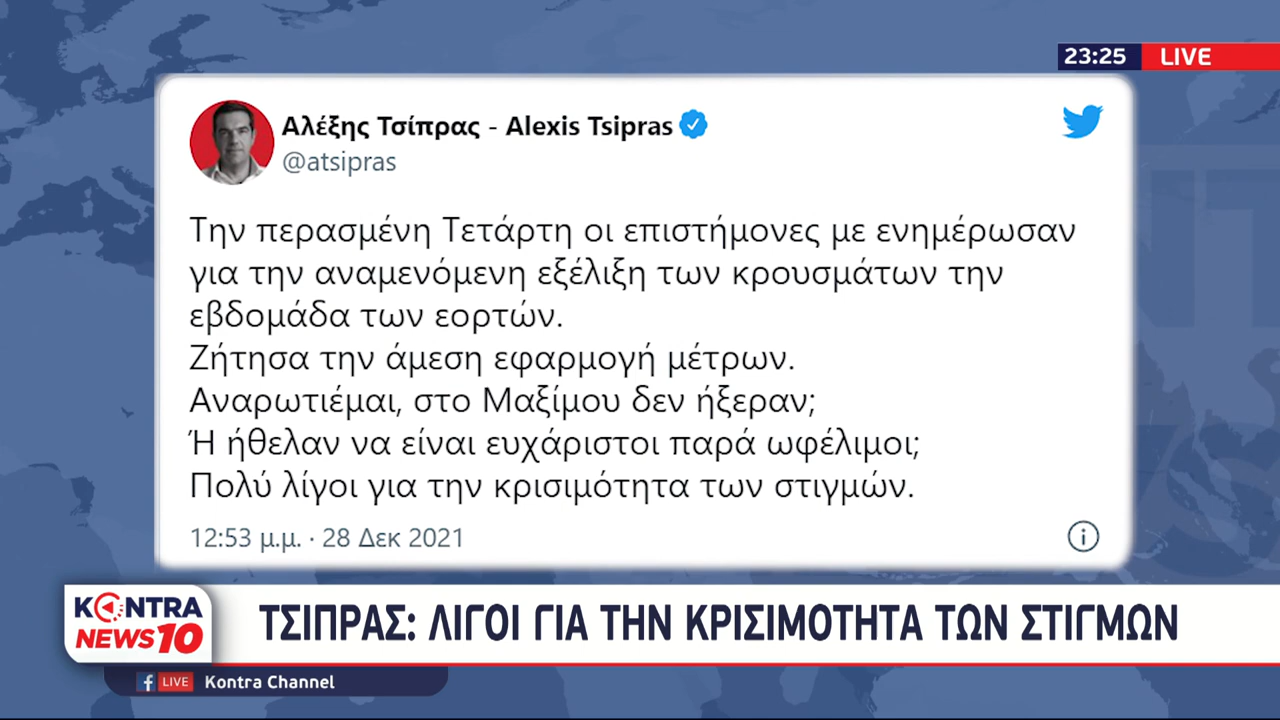 23:25 LIVE
Αλέξης Τσίπρας - Alexis Tsipras
@atsipras
Την περασμένη Τετάρτη οι επιστήμονες με ενημέρωσαν
για την αναμενόμενη εξέλιξη των κρουσμάτων την
εβδομάδα των εορτών.
Ζήτησα την άμεση εφαρμογή μέτρων.
Αναρωτιέμαι, στο Μαξίμου δεν ήξεραν;
Ή ήθελαν να είναι ευχάριστοι παρά ωφέλιμοι;
Πολύ λίγοι για την κρισιμότητα των στιγμών.
12:53 μ.μ. · 28 Δεκ 2021
KONTRA
NEWS 10
ΤΣΙΠΡΑΣ: ΛΙΓΟΙ ΓΙΑ ΤΗΝ ΚΡΙΣΙΜΟΤΗΤΑ ΤΩΝ ΣΤΙΓΜΩΝ
f LIVE Kontra Channel